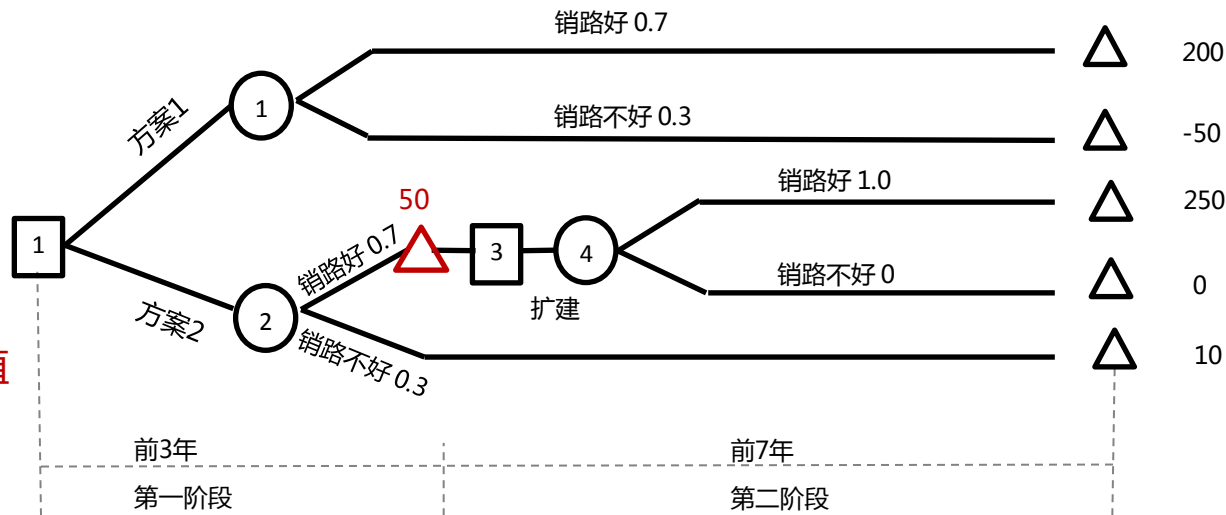 销路好 0.7
200
方案1
1
销路不好 0.3
-50
销路好 1.0
250
50
1
销路好 0.7
3
4
销路不好 0
0
扩建
方案2
2
销路不好 0.3
10
值
前3年
前7年
第一阶段
第二阶段